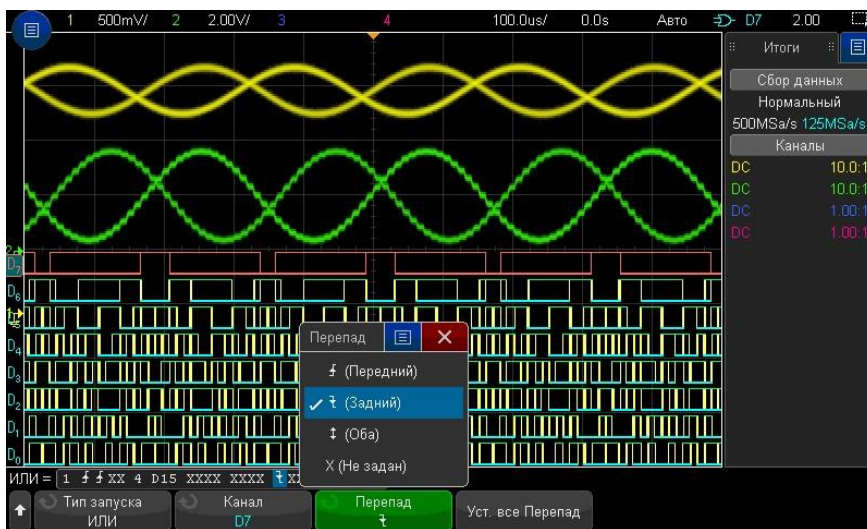 1 500mV/ 2 2.00V/ 3 4 100.0us/ 0.0s Авто D7 2.00
Итоги
Сбор данных
Нормальный
500MSa/s 125MSa/s
Каналы
DC 10.0:1
DC 10.0:1
DC 1.00:1
DC 1.00:1
2
D7
D6
1
D4
D3
D2
D1
D0
Перепад
(Передний)
(Задний)
(Оба)
X (Не задан)
ИЛИ = [ 1 XX 4 D15 XXXX XXXX
Тип запуска
ИЛИ
Канал
D7
Перепад
Уст. все Перепад